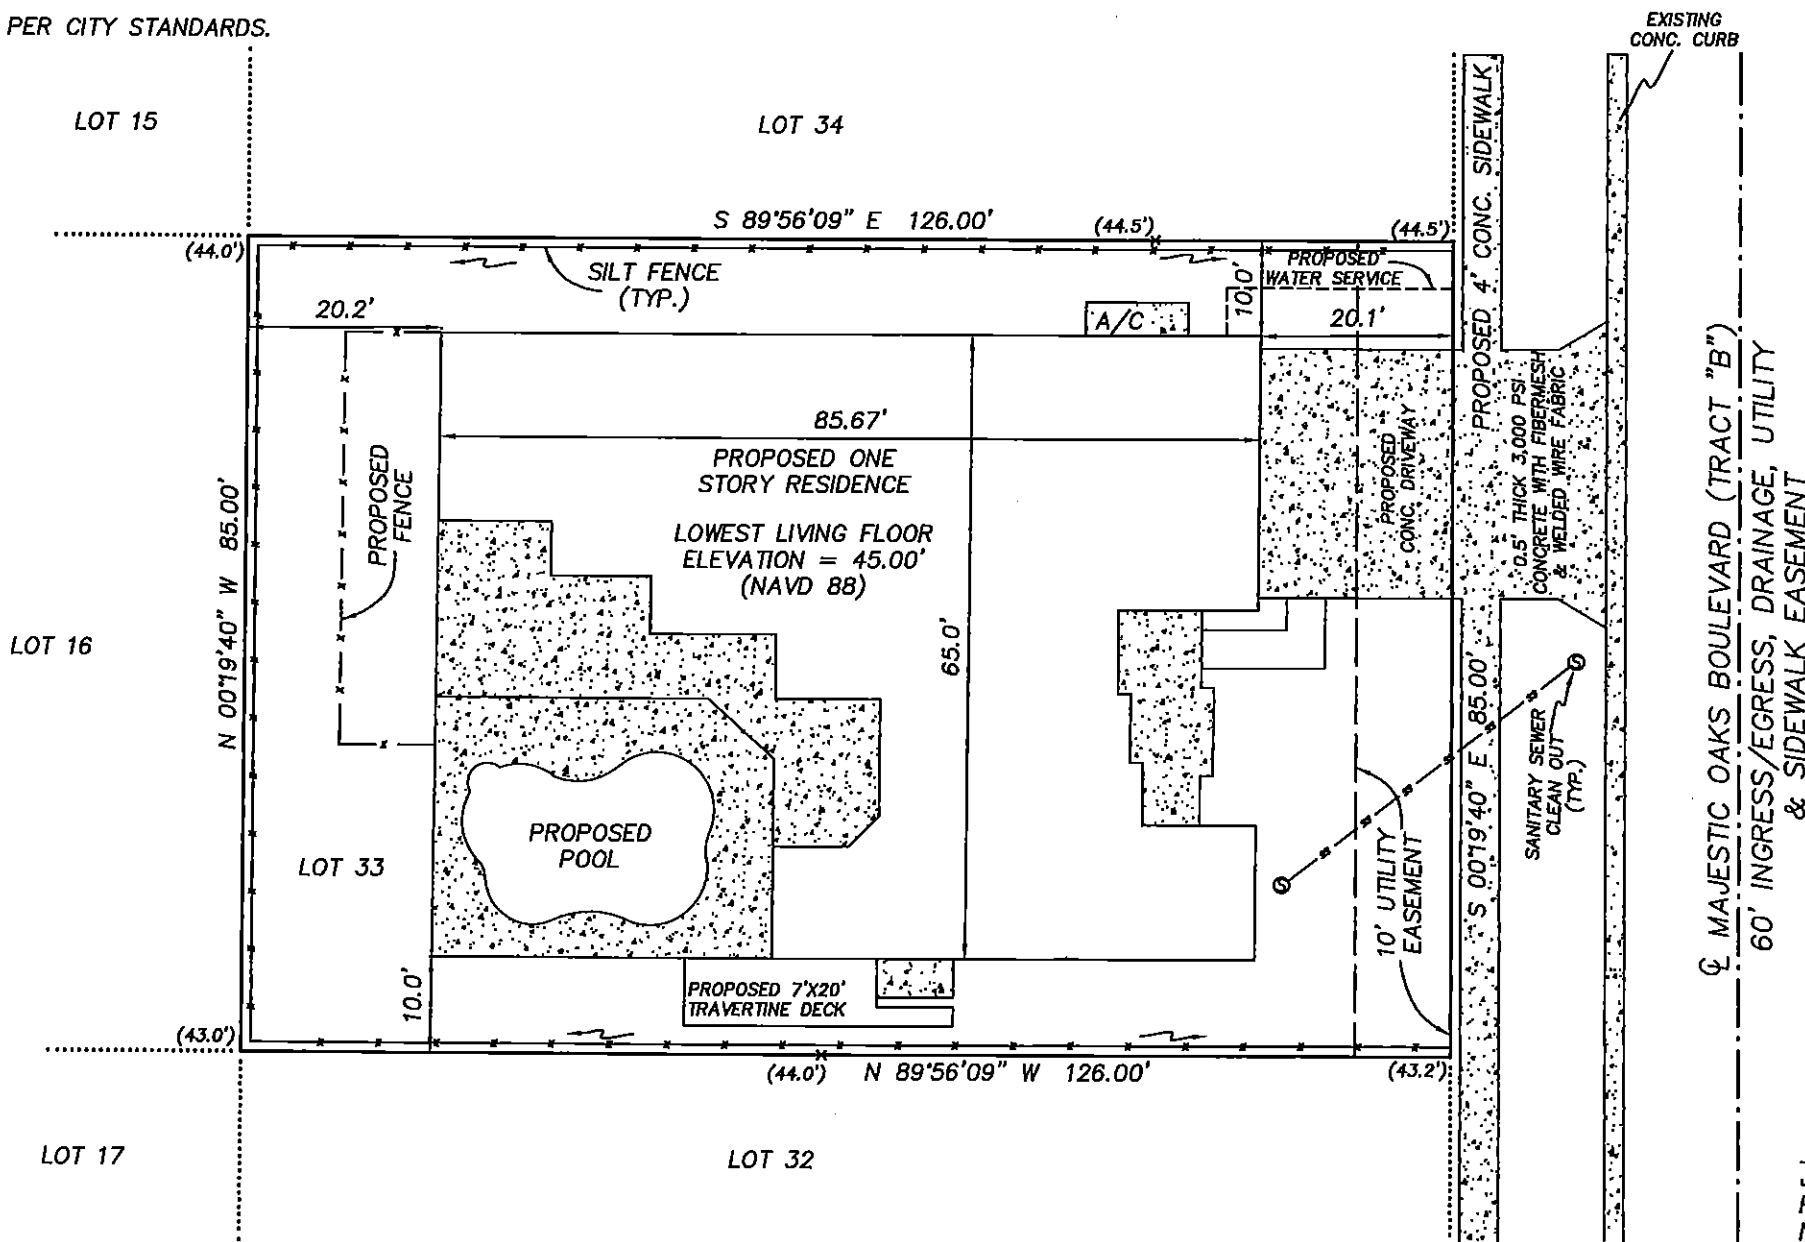 PER CITY STANDARDS.
EXISTING
CONC. CURB
LOT 15
LOT 34
S 89°56'09" E 126.00'
(44.5')
(44.5')
(44.0')
SILT FENCE
(TYP.)
PROPOSED
WATER SERVICE
10.0'
20.2'
A/C
20.1'
PROPOSED 4' CONC. SIDEWALK
85.67'
PROPOSED ONE
STORY RESIDENCE
LOWEST LIVING FLOOR
ELEVATION = 45.00'
(NAVD 88)
PROPOSED
FENCE
PROPOSED
CONC. DRIVEWAY
0.5' THICK 3,000 PSI
CONCRETE WITH FIBERMESH
& WELDED WIRE FABRIC
N 00°19'40" W 85.00'
LOT 16
65.0'
S 00°19'40" E 85.00'
SANITARY SEWER
CLEAN OUT
(TYP.)
S
S
℄ MAJESTIC OAKS BOULEVARD (TRACT "B")
60' INGRESS/EGRESS, DRAINAGE, UTILITY
& SIDEWALK EASEMENT
PROPOSED
POOL
LOT 33
10' UTILITY
EASEMENT
10.0'
PROPOSED 7'X20'
TRAVERTINE DECK
(43.0')
(44.0')
N 89°56'09" W 126.00'
(43.2')
LOT 17
LOT 32